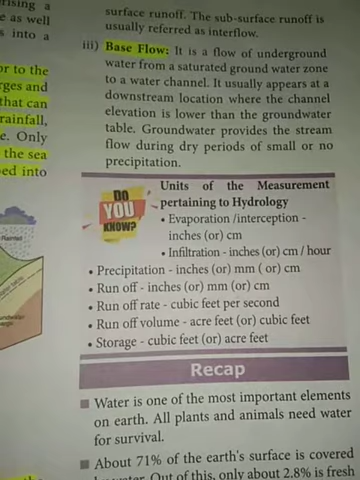 rising a
e as well
s into a
or to the
rges and
that can
rainfall,
e. Only
the sea
ped into
Rainfall
surface runoff. The sub-surface runoff is
usually referred as interflow.
iii) Base Flow: It is a flow of underground
water from a saturated ground water zone
to a water channel. It usually appears at a
downstream location where the channel
elevation is lower than the groundwater
table. Groundwater provides the stream
flow during dry periods of small or no
precipitation.
DO
YOU
KNOW?
Units of the Measurement
pertaining to Hydrology
• Evaporation /interception -
inches (or) cm
• Infiltration - inches (or) cm / hour
• Precipitation - inches (or) mm ( or) cm
• Run off - inches (or) mm (or) cm
• Run off rate - cubic feet per second
• Run off volume - acre feet (or) cubic feet
• Storage - cubic feet (or) acre feet
Recap
■ Water is one of the most important elements
on earth. All plants and animals need water
for survival.
■ About 71% of the earth's surface is covered
water. Out of this, only about 2.8% is fresh